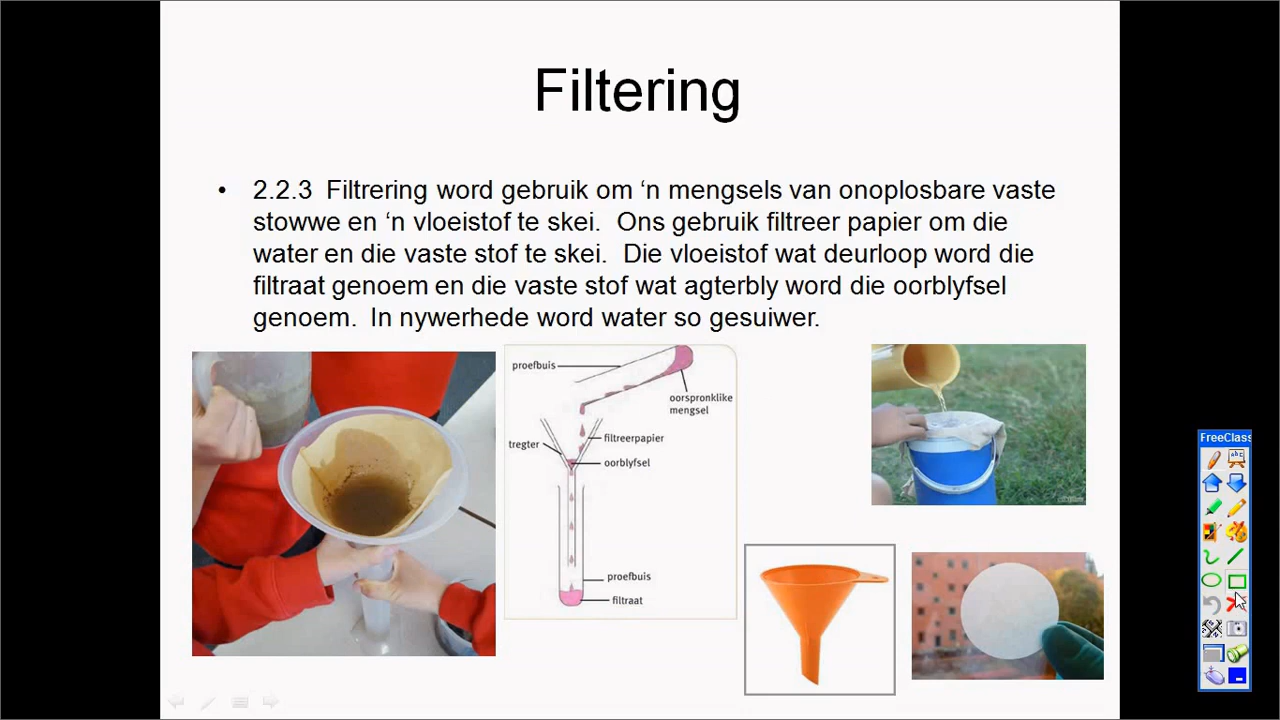 Filtering
• 2.2.3 Filtrering word gebruik om ‘n mengsels van onoplosbare vaste
stowwe en ‘n vloeistof te skei. Ons gebruik filtreer papier om die
water en die vaste stof te skei. Die vloeistof wat deurloop word die
filtraat genoem en die vaste stof wat agterbly word die oorblyfsel
genoem. In nywerhede word water so gesuiwer.
proefbuis
oorspronklike
mengsel
tregter
filtreerpapier
oorblyfsel
proefbuis
filtraat
FreeClass
abc